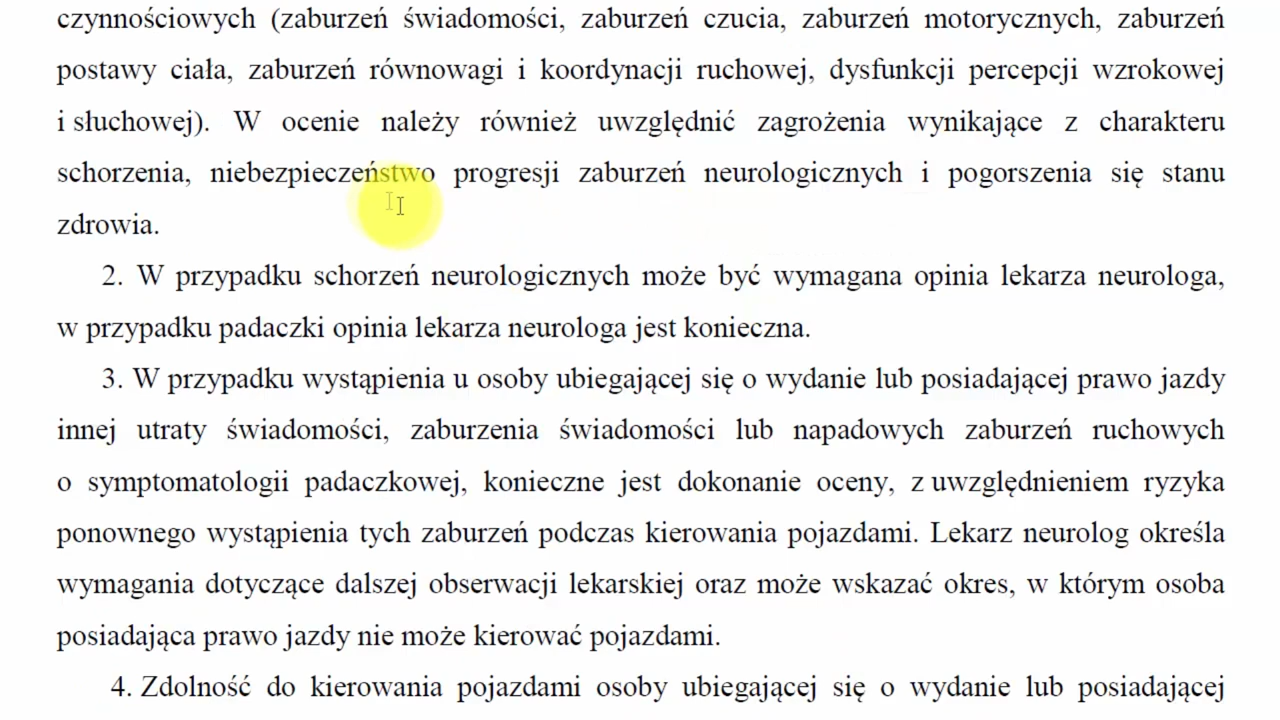 czynnościowych (zaburzeń świadomości, zaburzeń czucia, zaburzeń motorycznych, zaburzeń
postawy ciała, zaburzeń równowagi i koordynacji ruchowej, dysfunkcji percepcji wzrokowej
i słuchowej). W ocenie należy również uwzględnić zagrożenia wynikające z charakteru
schorzenia, niebezpieczeństwo progresji zaburzeń neurologicznych i pogorszenia się stanu
zdrowia.
2. W przypadku schorzeń neurologicznych może być wymagana opinia lekarza neurologa,
w przypadku padaczki opinia lekarza neurologa jest konieczna.
3. W przypadku wystąpienia u osoby ubiegającej się o wydanie lub posiadającej prawo jazdy
innej utraty świadomości, zaburzenia świadomości lub napadowych zaburzeń ruchowych
o symptomatologii padaczkowej, konieczne jest dokonanie oceny, z uwzględnieniem ryzyka
ponownego wystąpienia tych zaburzeń podczas kierowania pojazdami. Lekarz neurolog określa
wymagania dotyczące dalszej obserwacji lekarskiej oraz może wskazać okres, w którym osoba
posiadająca prawo jazdy nie może kierować pojazdami.
4. Zdolność do kierowania pojazdami osoby ubiegającej się o wydanie lub posiadającej